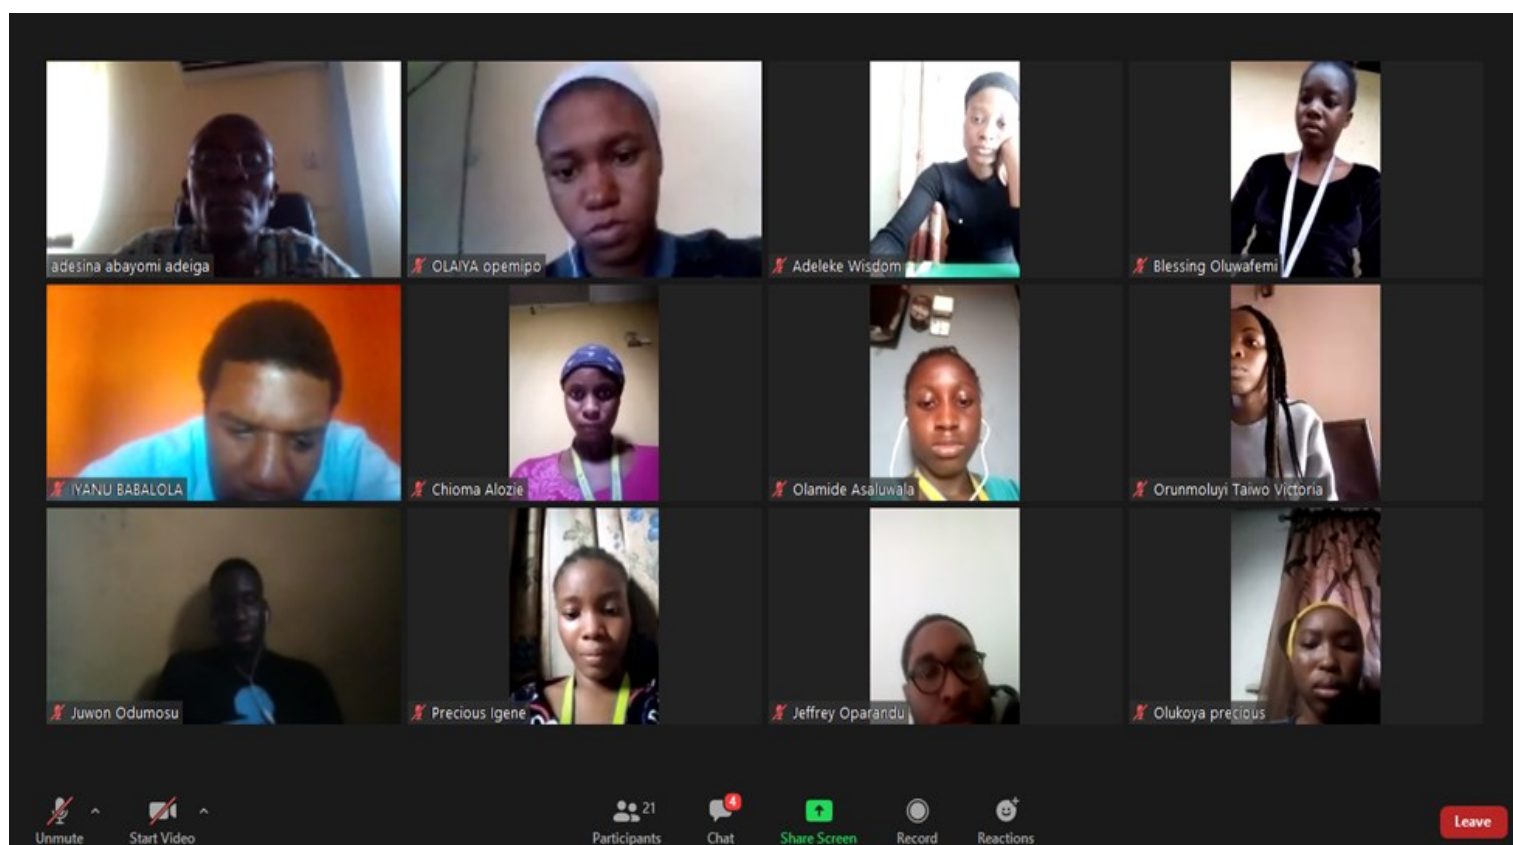 adesina abayomi adeiga
OLAIYA opemipo
Adeleke Wisdom
Blessing Oluwafemi
IYANU BABALOLA
Chioma Alozie
Olamide Asaluwala
Orunmoluyi Taiwo Victoria
Juwon Odumosu
Precious Igene
Jeffrey Oparandu
Olukoya precious
Unmute
Start Video
21
Participants
4
Chat
Share Screen
Record
Reactions
Leave